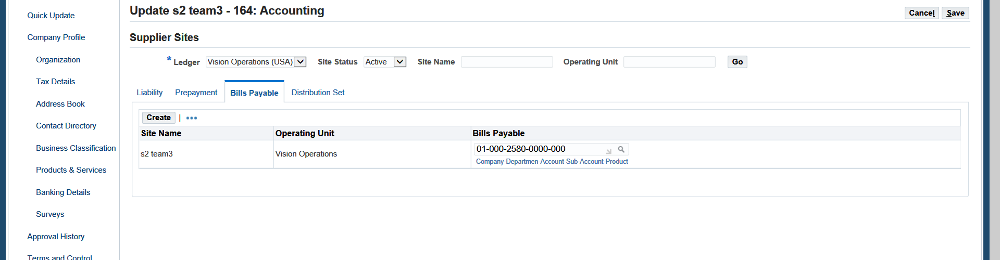 Update s2 team3 - 164: Accounting
Cancel Save
Quick Update
Company Profile
Organization
Tax Details
Address Book
Contact Directory
Business Classification
Products & Services
Banking Details
Surveys
Approval History
Terms and Control
Supplier Sites
* Ledger Vision Operations (USA) Site Status Active Site Name Operating Unit Go
Liability Prepayment Bills Payable Distribution Set
Create | •••
Site Name Operating Unit Bills Payable
s2 team3 Vision Operations 01-000-2580-0000-000
Company-Departmen-Account-Sub-Account-Product